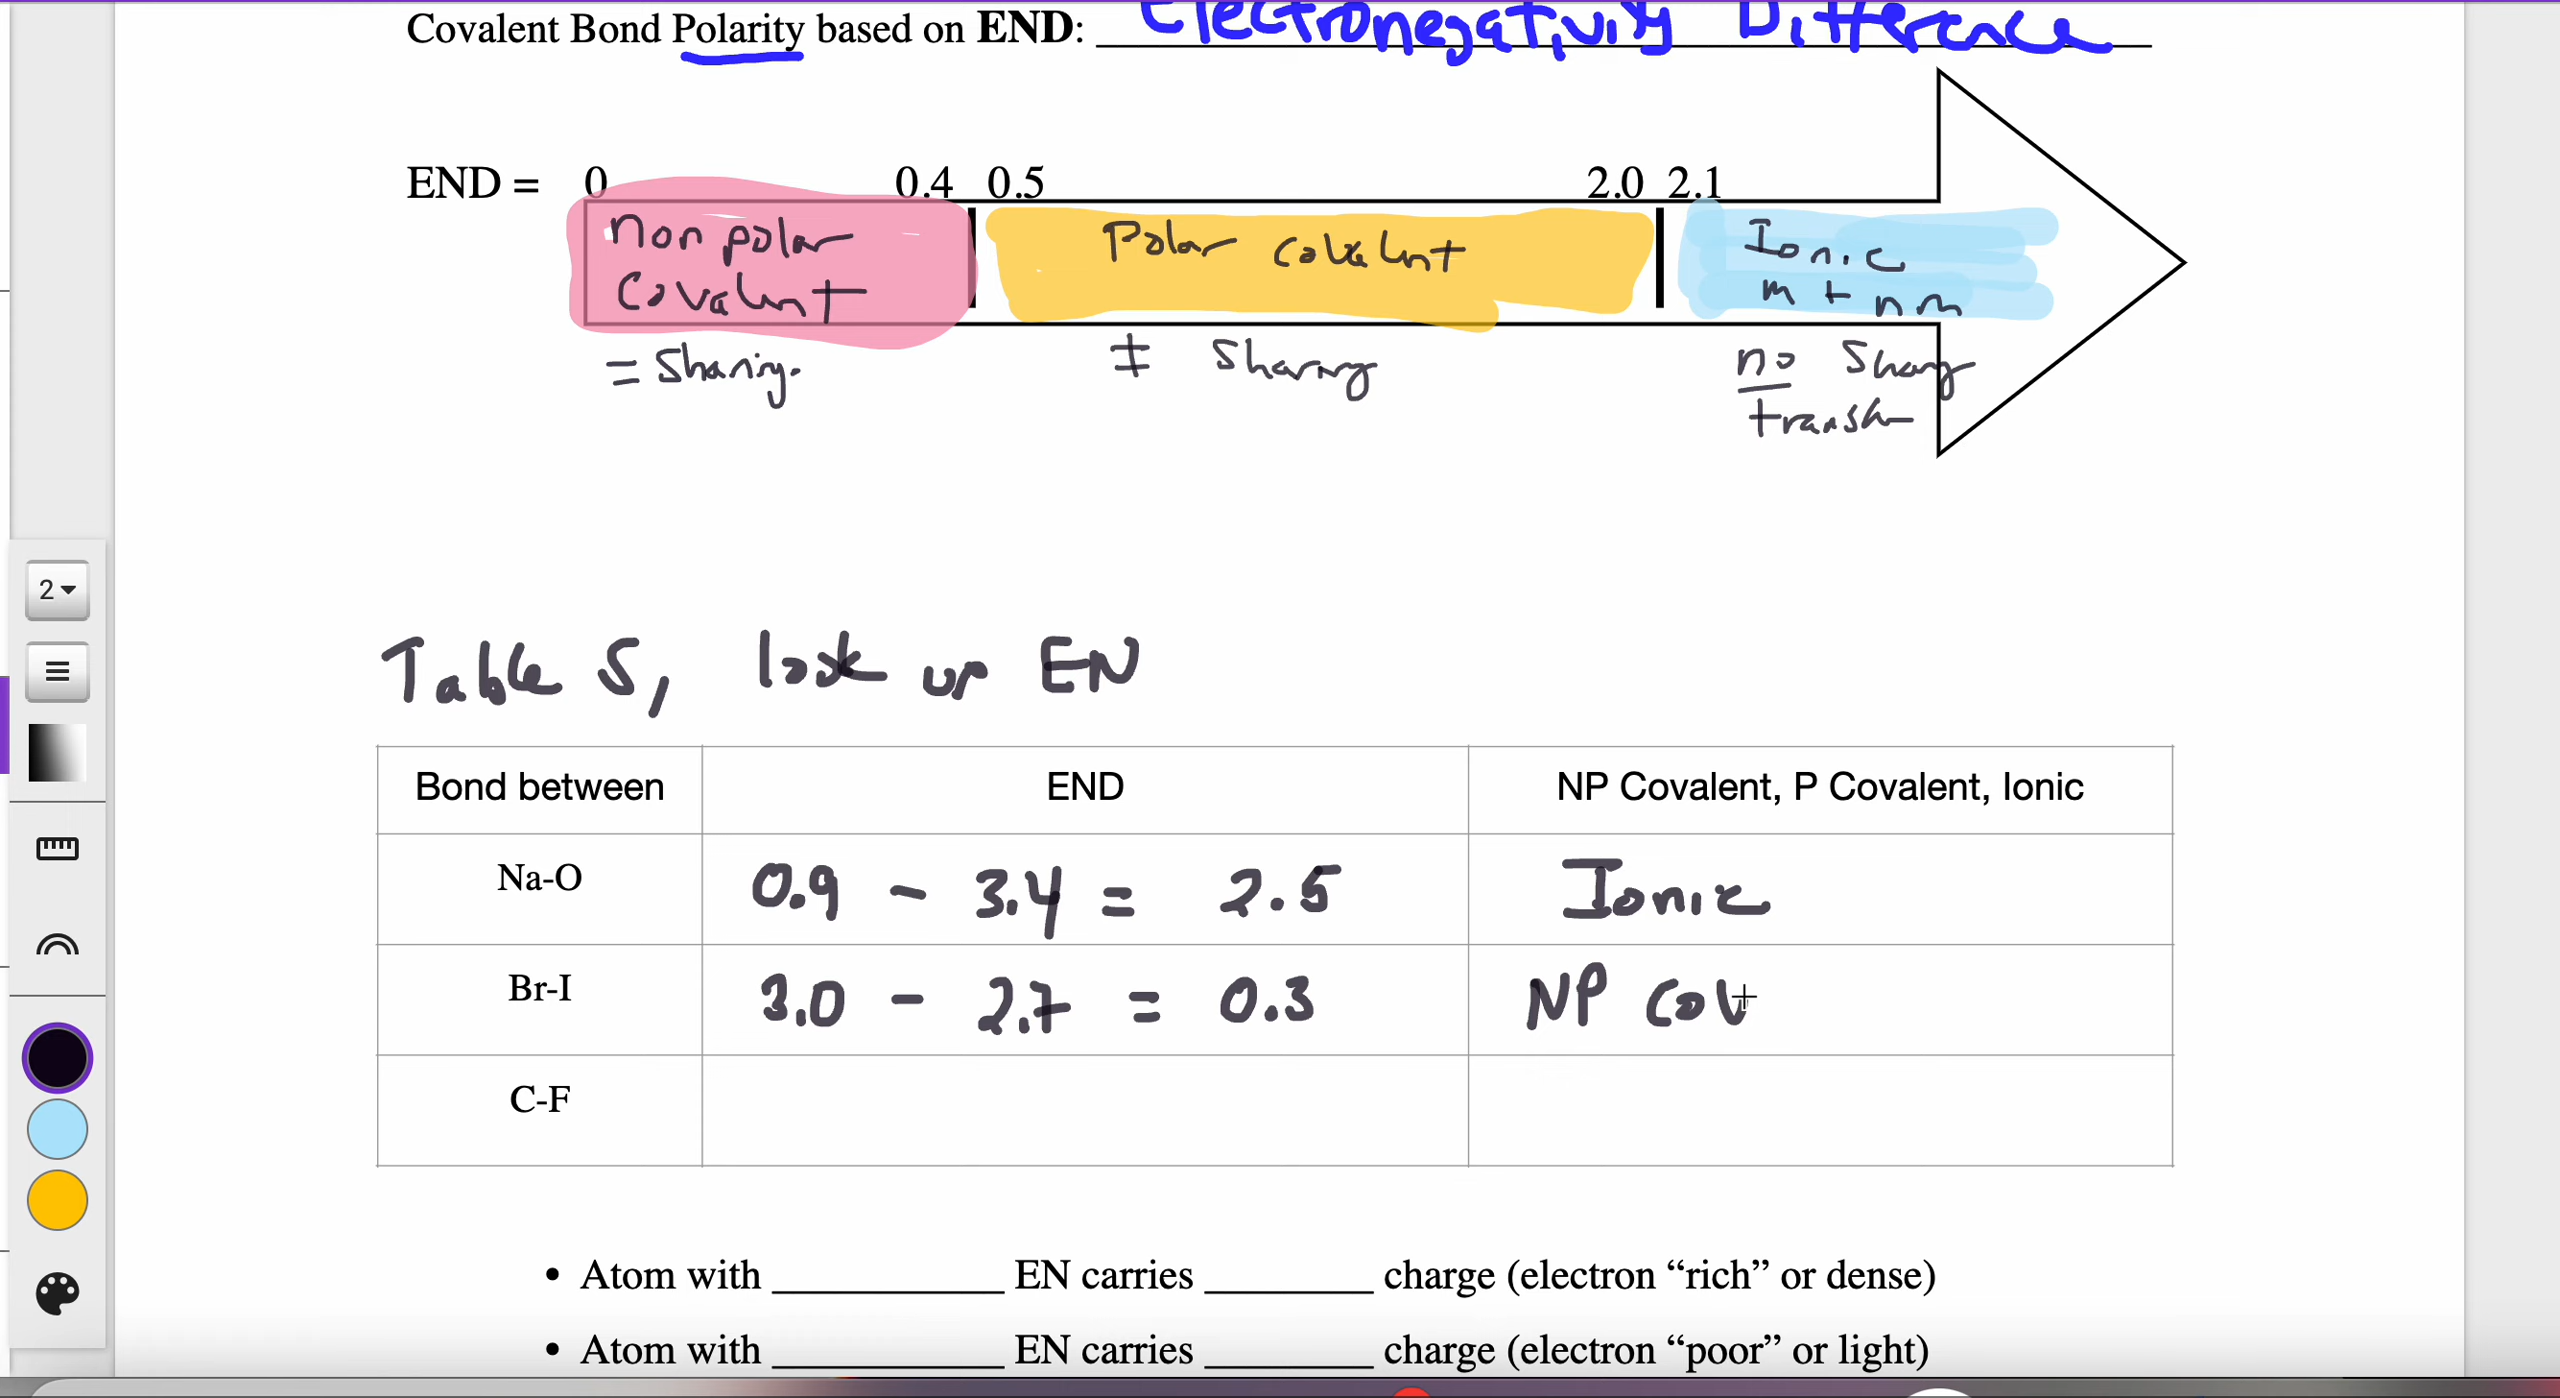 Covalent Bond Polarity based on END: Electronegativity Difference
END = 0 0.4 0.5 2.0 2.1
non polar Polar covalent Ionic
Covalent m + nm
= Sharing. ≠ Sharing no Sharing
transfer
Table S, look up EN
Bond between END NP Covalent, P Covalent, Ionic
Na-O 0.9 - 3.4 = 2.5 Ionic
Br-I 3.0 - 2.7 = 0.3 NP Cov
C-F
• Atom with __________ EN carries ________ charge (electron “rich” or dense)
• Atom with __________ EN carries ________ charge (electron “poor” or light)
2